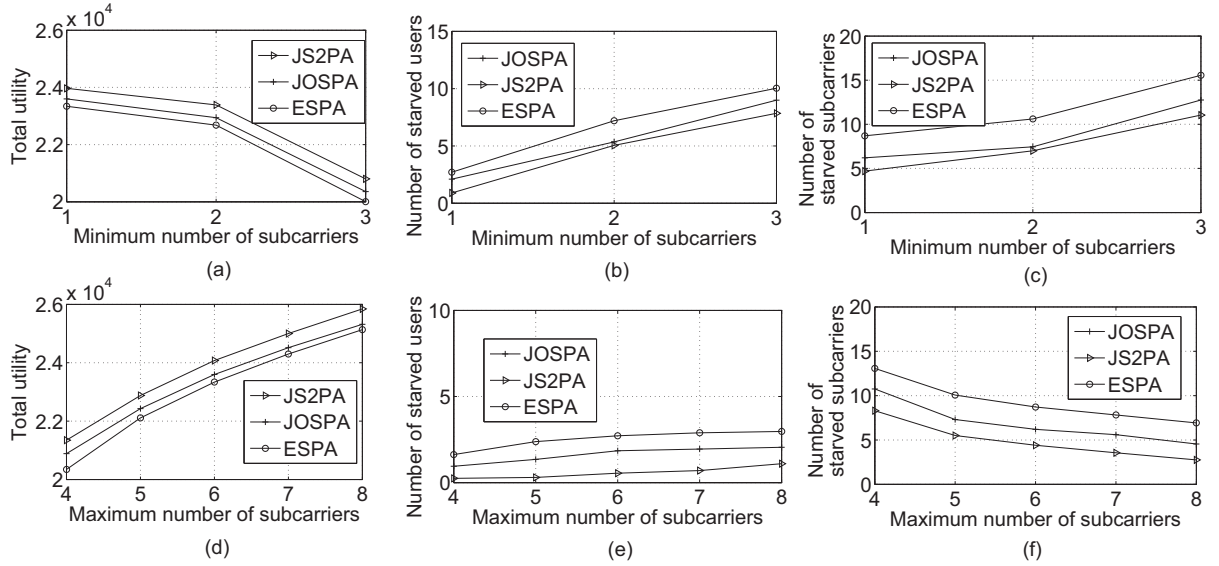 x 10^4
2.6
2.4
2.2
2
Total utility
JS2PA
JOSPA
ESPA
1 2 3
Minimum number of subcarriers
(a)
15
10
5
0
Number of starved users
JOSPA
JS2PA
ESPA
1 2 3
Minimum number of subcarriers
(b)
20
15
10
5
0
Number of
starved subcarriers
JOSPA
JS2PA
ESPA
1 2 3
Minimum number of subcarriers
(c)
x 10^4
2.6
2.4
2.2
2
Total utility
JS2PA
JOSPA
ESPA
4 5 6 7 8
Maximum number of subcarriers
(d)
10
5
0
Number of starved users
JOSPA
JS2PA
ESPA
4 5 6 7 8
Maximum number of subcarriers
(e)
20
15
10
5
0
Number of
starved subcarriers
JOSPA
JS2PA
ESPA
4 5 6 7 8
Maximum number of subcarriers
(f)